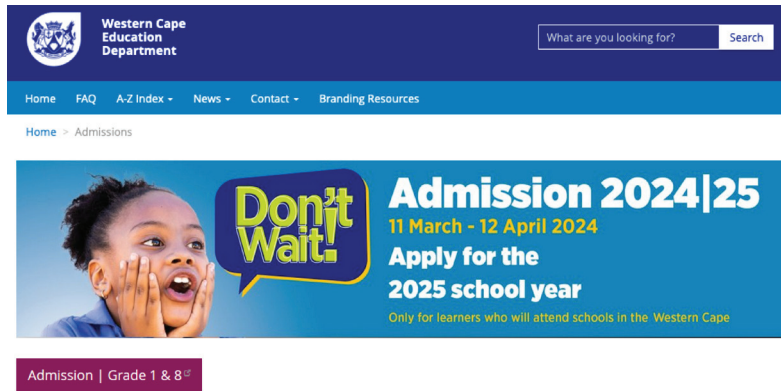 Western Cape
Education
Department
What are you looking for? Search
Home FAQ A-Z Index News Contact Branding Resources
Home > Admissions
Don't
Wait!
Admission 2024|25
11 March - 12 April 2024
Apply for the
2025 school year
Only for learners who will attend schools in the Western Cape
Admission | Grade 1 & 8